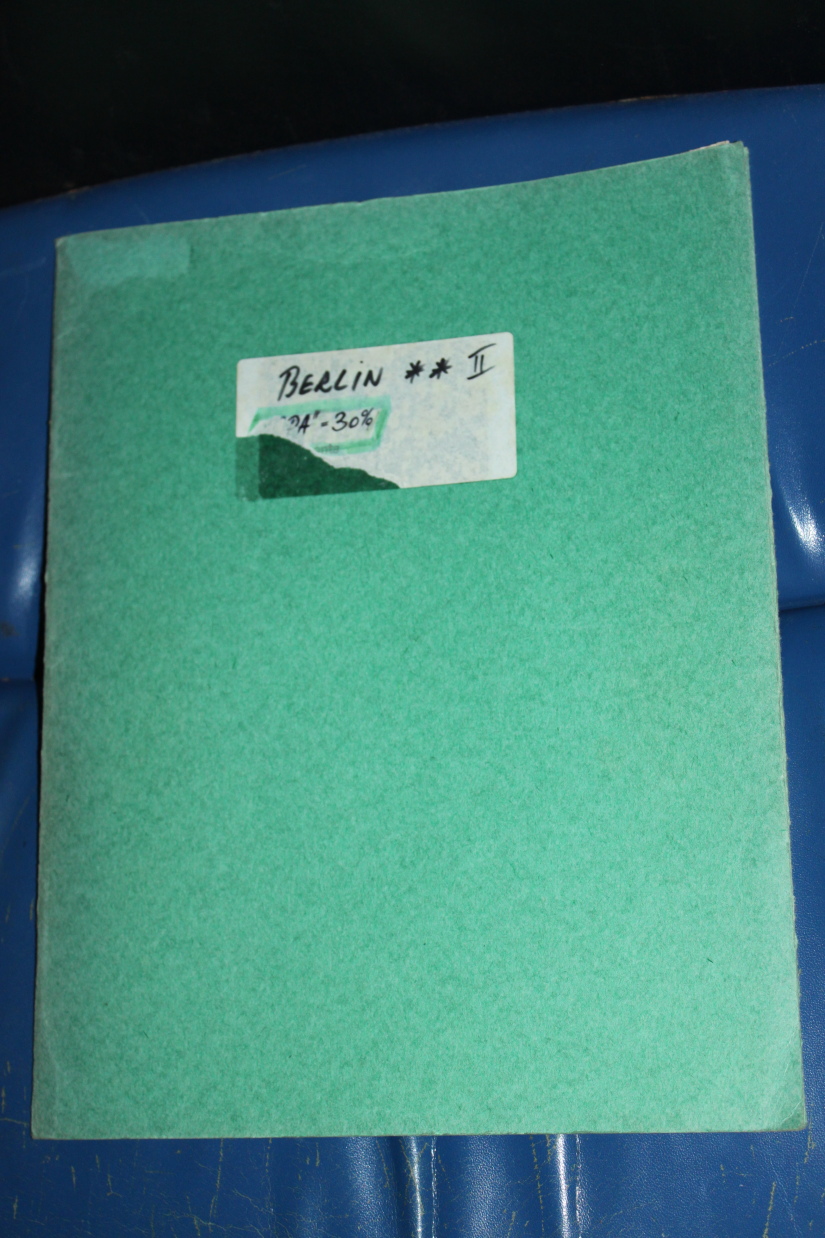 BERLIN ** II
PA"-30%